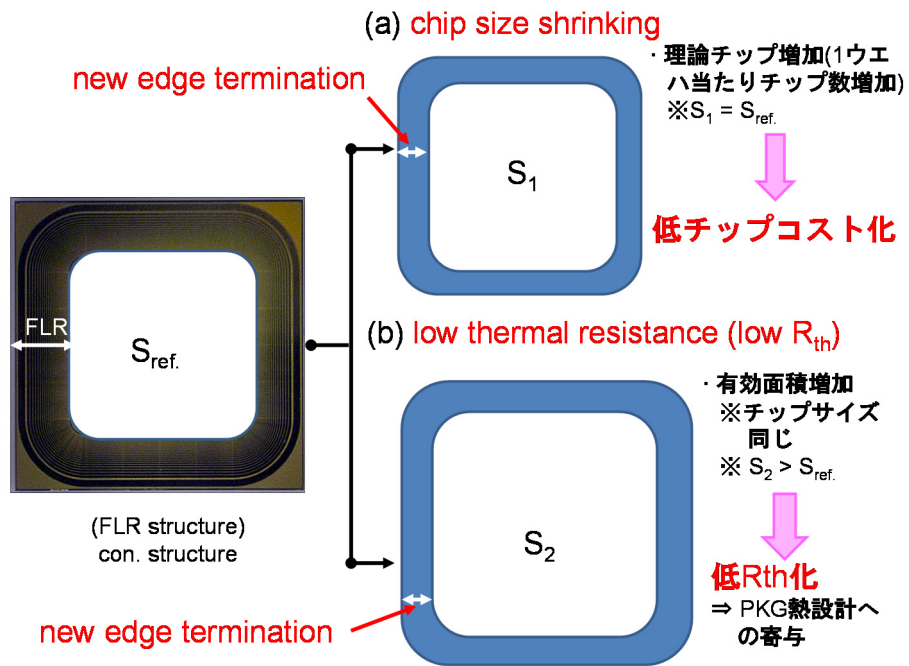 (a) chip size shrinking
new edge termination
・理論チップ増加(1ウエ
ハ当たりチップ数増加)
※S₁ = S_ref.
S₁
低チップコスト化
FLR
S_ref.
(FLR structure)
con. structure
(b) low thermal resistance (low R_th)
・有効面積増加
※チップサイズ
同じ
※ S₂ > S_ref.
S₂
低Rth化
⇒ PKG熱設計へ
の寄与
new edge termination